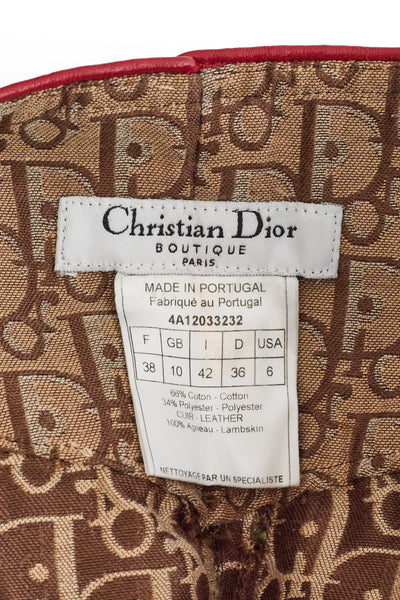 Christian Dior
BOUTIQUE
PARIS
MADE IN PORTUGAL
Fabriqué au Portugal
4A12033232
F GB I D USA
38 10 42 36 6
66% Coton - Cotton
34% Polyester - Polyester
CUIR - LEATHER
100% Agneau - Lambskin
NETTOYAGE PAR UN SPECIALISTE